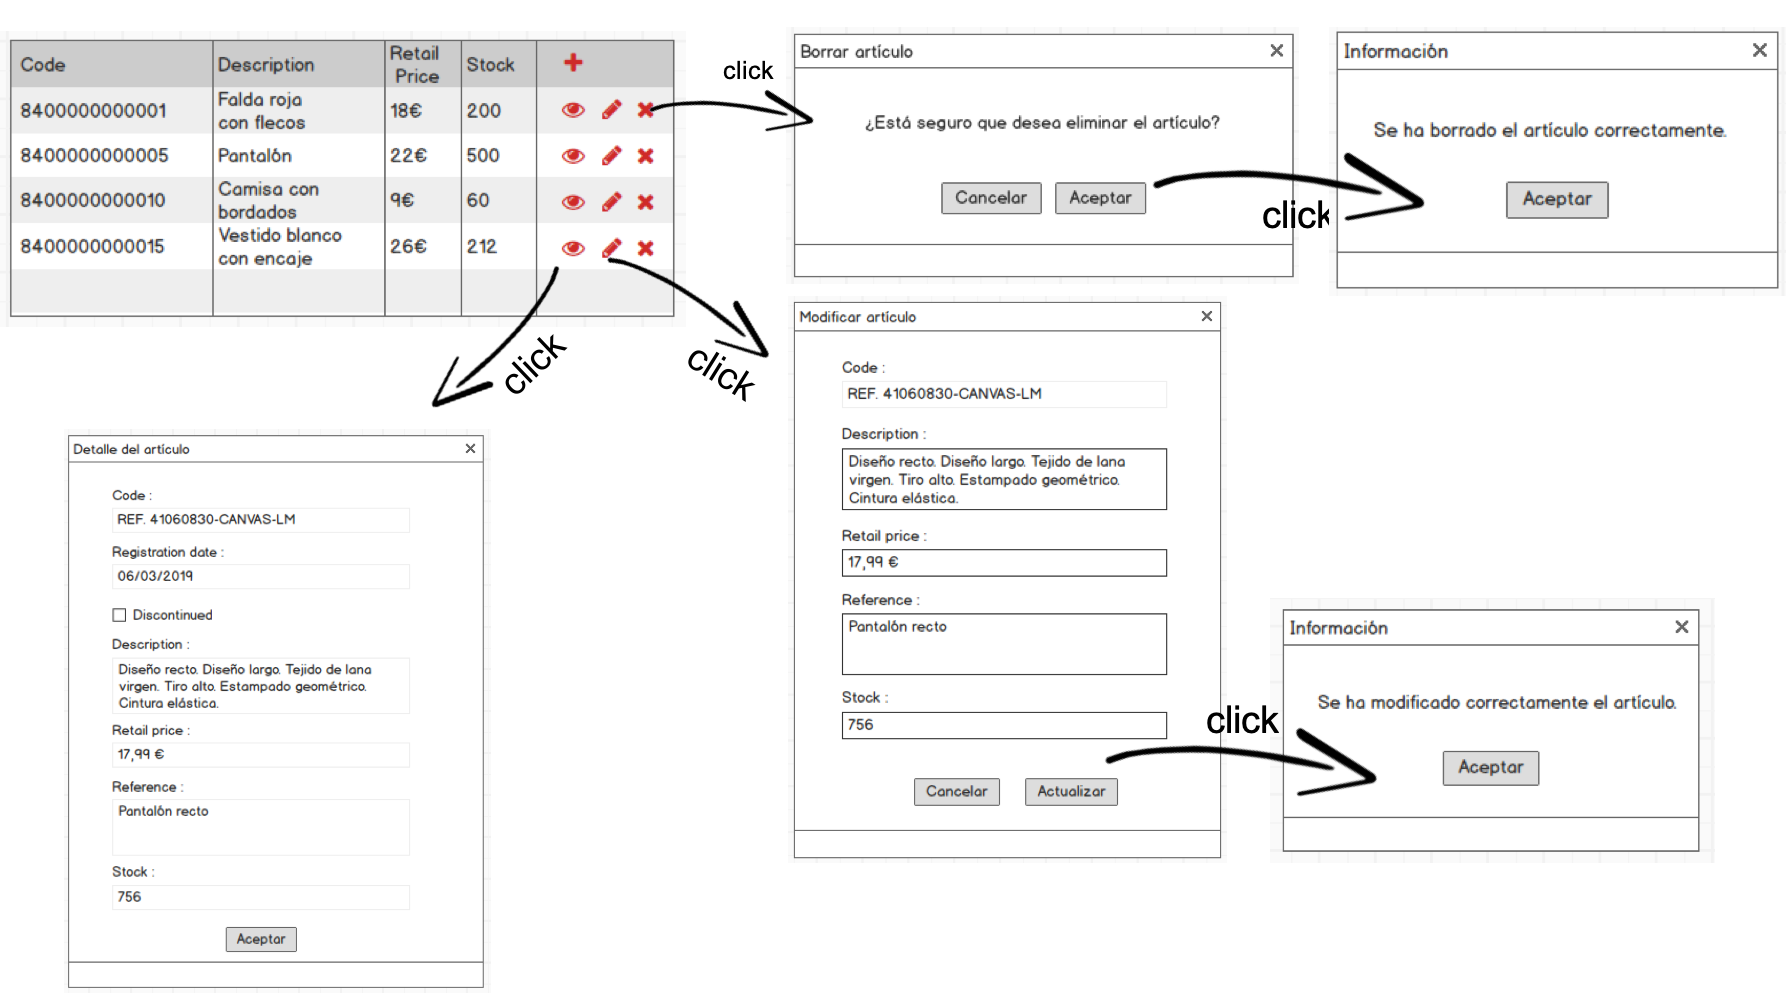 Code Description Retail Price Stock
8400000000001 Falda roja con flecos 18€ 200
8400000000005 Pantalón 22€ 500
8400000000010 Camisa con bordados 9€ 60
8400000000015 Vestido blanco con encaje 26€ 212
click
Borrar artículo
¿Está seguro que desea eliminar el artículo?
Cancelar Aceptar
click
Información
Se ha borrado el artículo correctamente.
Aceptar
click
click
Detalle del artículo
Code :
REF. 41060830-CANVAS-LM
Registration date :
06/03/2019
Discontinued
Description :
Diseño recto. Diseño largo. Tejido de lana
virgen. Tiro alto. Estampado geométrico.
Cintura elástica.
Retail price :
17,99 €
Reference :
Pantalón recto
Stock :
756
Aceptar
Modificar artículo
Code :
REF. 41060830-CANVAS-LM
Description :
Diseño recto. Diseño largo. Tejido de lana
virgen. Tiro alto. Estampado geométrico.
Cintura elástica.
Retail price :
17,99 €
Reference :
Pantalón recto
Stock :
756
Cancelar Actualizar
click
Información
Se ha modificado correctamente el artículo.
Aceptar